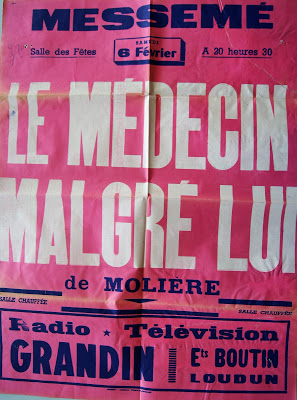 MESSEMÉ
Salle des Fêtes
SAMEDI
6 Février
A 20 heures 30
LE MÉDECIN
MALGRÉ LUI
de MOLIÈRE
SALLE CHAUFFÉE
SALLE CHAUFFÉE
Radio ★ Télévision
GRANDIN
Ets BOUTIN
LOUDUN